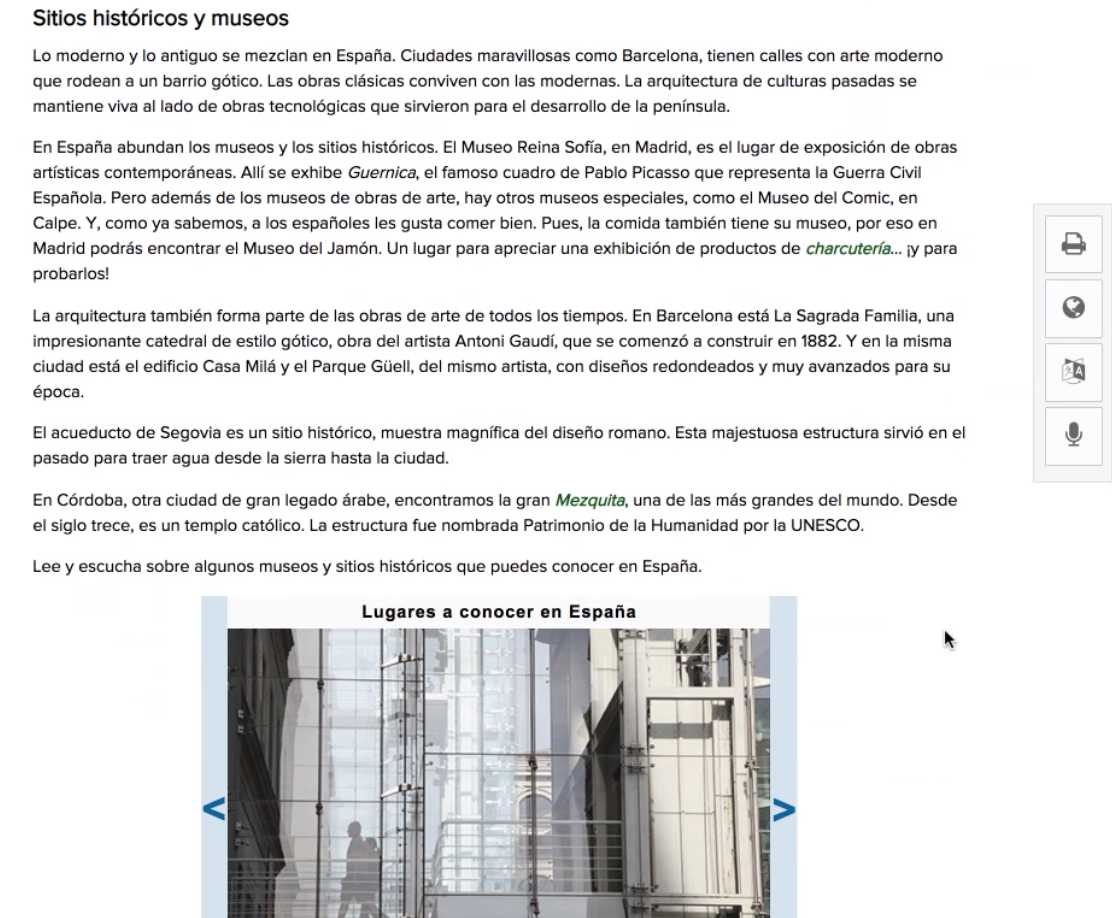 Sitios históricos y museos
Lo moderno y lo antiguo se mezclan en España. Ciudades maravillosas como Barcelona, tienen calles con arte moderno
que rodean a un barrio gótico. Las obras clásicas conviven con las modernas. La arquitectura de culturas pasadas se
mantiene viva al lado de obras tecnológicas que sirvieron para el desarrollo de la península.
En España abundan los museos y los sitios históricos. El Museo Reina Sofía, en Madrid, es el lugar de exposición de obras
artísticas contemporáneas. Allí se exhibe Guernica, el famoso cuadro de Pablo Picasso que representa la Guerra Civil
Española. Pero además de los museos de obras de arte, hay otros museos especiales, como el Museo del Comic, en
Calpe. Y, como ya sabemos, a los españoles les gusta comer bien. Pues, la comida también tiene su museo, por eso en
Madrid podrás encontrar el Museo del Jamón. Un lugar para apreciar una exhibición de productos de charcutería... ¡y para
probarlos!
La arquitectura también forma parte de las obras de arte de todos los tiempos. En Barcelona está La Sagrada Familia, una
impresionante catedral de estilo gótico, obra del artista Antoni Gaudí, que se comenzó a construir en 1882. Y en la misma
ciudad está el edificio Casa Milá y el Parque Güell, del mismo artista, con diseños redondeados y muy avanzados para su
época.
El acueducto de Segovia es un sitio histórico, muestra magnífica del diseño romano. Esta majestuosa estructura sirvió en el
pasado para traer agua desde la sierra hasta la ciudad.
En Córdoba, otra ciudad de gran legado árabe, encontramos la gran Mezquita, una de las más grandes del mundo. Desde
el siglo trece, es un templo católico. La estructura fue nombrada Patrimonio de la Humanidad por la UNESCO.
Lee y escucha sobre algunos museos y sitios históricos que puedes conocer en España.
Lugares a conocer en España